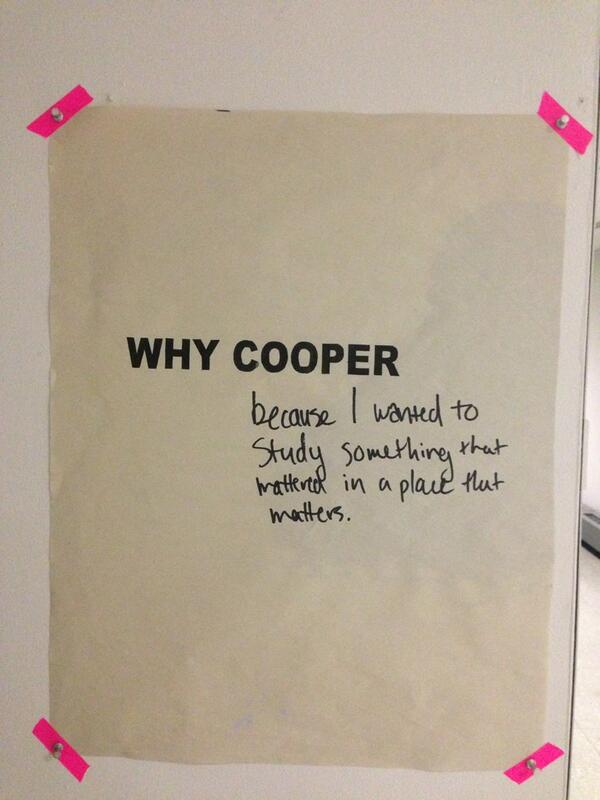 WHY COOPER
because I wanted to
Study something that
mattered in a place that
matters.